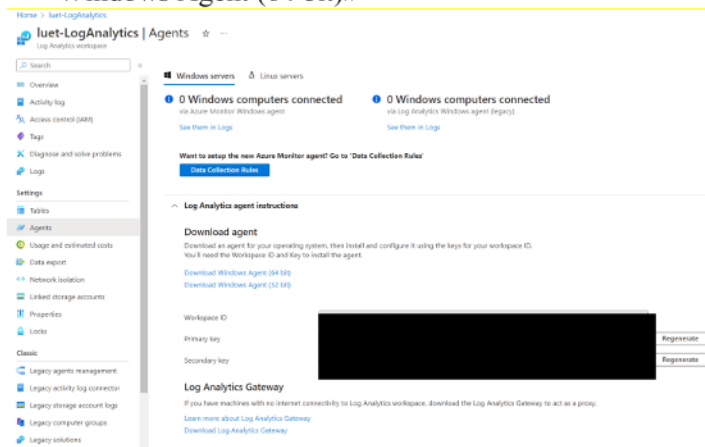 Windows Agent (64 bit)..
Home > luet-LogAnalytics
luet-LogAnalytics | Agents
Log Analytics workspace
Search
Overview
Activity log
Access control (IAM)
Tags
Diagnose and solve problems
Logs
Settings
Tables
Agents
Usage and estimated costs
Data export
Network isolation
Linked storage accounts
Properties
Locks
Classic
Legacy agents management
Legacy activity log connector
Legacy storage account logs
Legacy computer groups
Legacy solutions
Windows servers
Linux servers
0 Windows computers connected
via Azure Monitor Windows agent
See them in Logs
0 Windows computers connected
via Log Analytics Windows agent (legacy)
See them in Logs
Want to setup the new Azure Monitor agent? Go to 'Data Collection Rules'
Data Collection Rules
Log Analytics agent instructions
Download agent
Download an agent for your operating system, then install and configure it using the keys for your workspace ID.
You'll need the Workspace ID and Key to install the agent.
Download Windows Agent (64 bit)
Download Windows Agent (32 bit)
Workspace ID
Primary key
Regenerate
Secondary key
Regenerate
Log Analytics Gateway
If you have machines with no internet connectivity to Log Analytics workspace, download the Log Analytics Gateway to act as a proxy.
Learn more about Log Analytics Gateway
Download Log Analytics Gateway